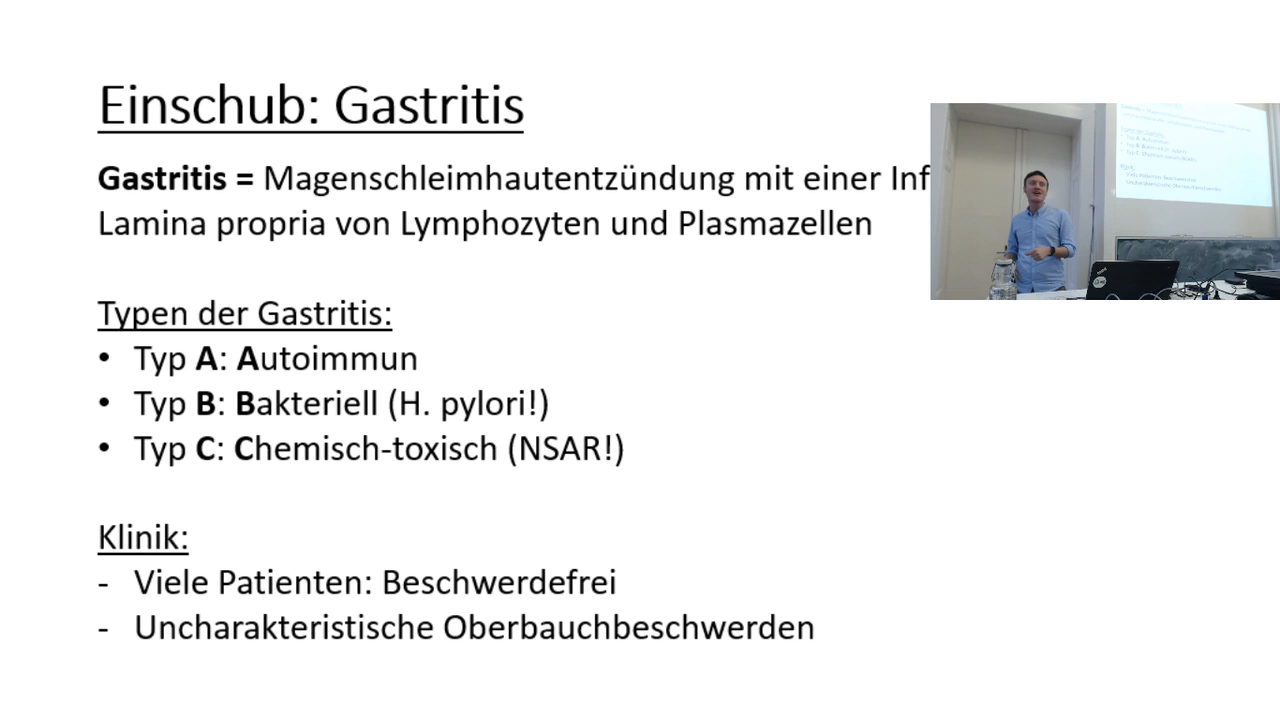 Einschub: Gastritis
Gastritis = Magenschleimhautentzündung mit einer
Lamina propria von Lymphozyten und Plasmazellen
Typen der Gastritis:
• Typ A: Autoimmun
• Typ B: Bakteriell (H. pylori!)
• Typ C: Chemisch-toxisch (NSAR!)
Klinik:
- Viele Patienten: Beschwerdefrei
- Uncharakteristische Oberbauchbeschwerden